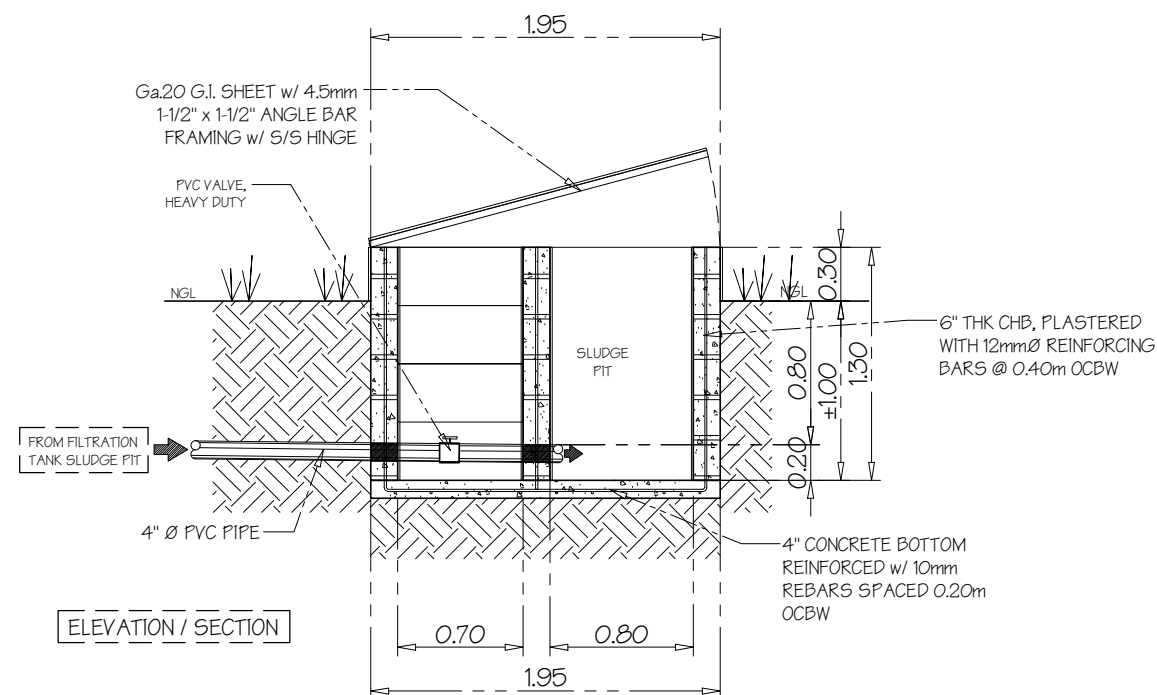 1.95
Ga.20 G.I. SHEET w/ 4.5mm
1-1/2" x 1-1/2" ANGLE BAR
FRAMING w/ S/S HINGE
PVC VALVE,
HEAVY DUTY
NGL
NGL
0.30
0.80
±1.00
1.30
0.20
SLUDGE
PIT
6" THK CHB, PLASTERED
WITH 12mmØ REINFORCING
BARS @ 0.40m OCBW
FROM FILTRATION
TANK SLUDGE PIT
4" Ø PVC PIPE
4" CONCRETE BOTTOM
REINFORCED w/ 10mm
REBARS SPACED 0.20m
OCBW
ELEVATION / SECTION
0.70
0.80
1.95